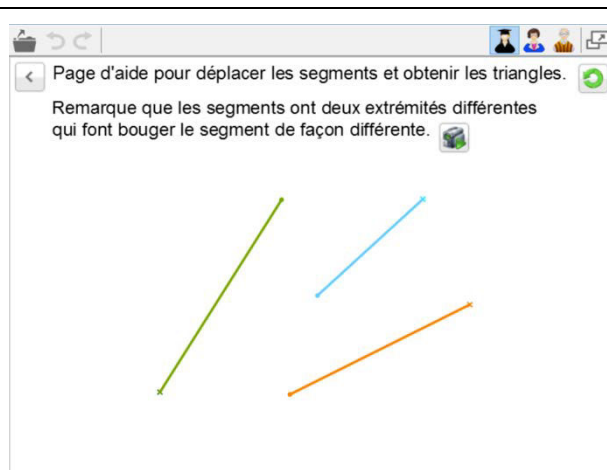 Page d'aide pour déplacer les segments et obtenir les triangles.
Remarque que les segments ont deux extrémités différentes
qui font bouger le segment de façon différente.